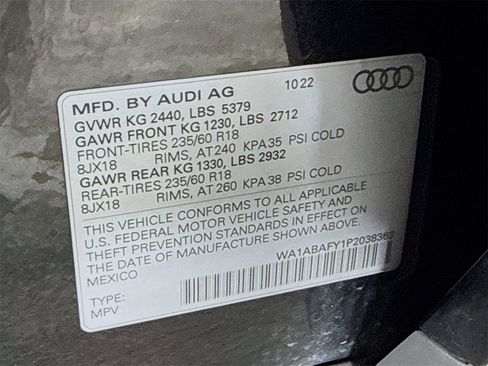 MFD. BY AUDI AG 10 22
GVWR KG 2440, LBS 5379
GAWR FRONT KG 1230, LBS 2712
FRONT-TIRES 235/60 R18
8JX18 RIMS, AT 240 KPA 35 PSI COLD
GAWR REAR KG 1330, LBS 2932
REAR-TIRES 235/60 R18
8JX18 RIMS, AT 260 KPA 38 PSI COLD
THIS VEHICLE CONFORMS TO ALL APPLICABLE
U.S. FEDERAL MOTOR VEHICLE SAFETY AND
THEFT PREVENTION STANDARDS IN EFFECT ON
THE DATE OF MANUFACTURE SHOWN ABOVE.
MEXICO
WA1ABAFY1P2038363
TYPE:
MPV